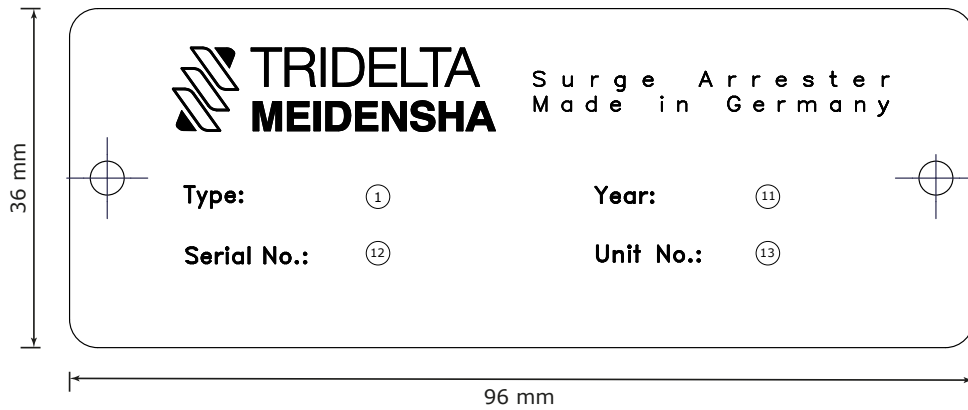 TRIDELTA
MEIDENSHA
Surge Arrester
Made in Germany
36 mm
Type: 1 Year: 11
Serial No.: 12 Unit No.: 13
96 mm